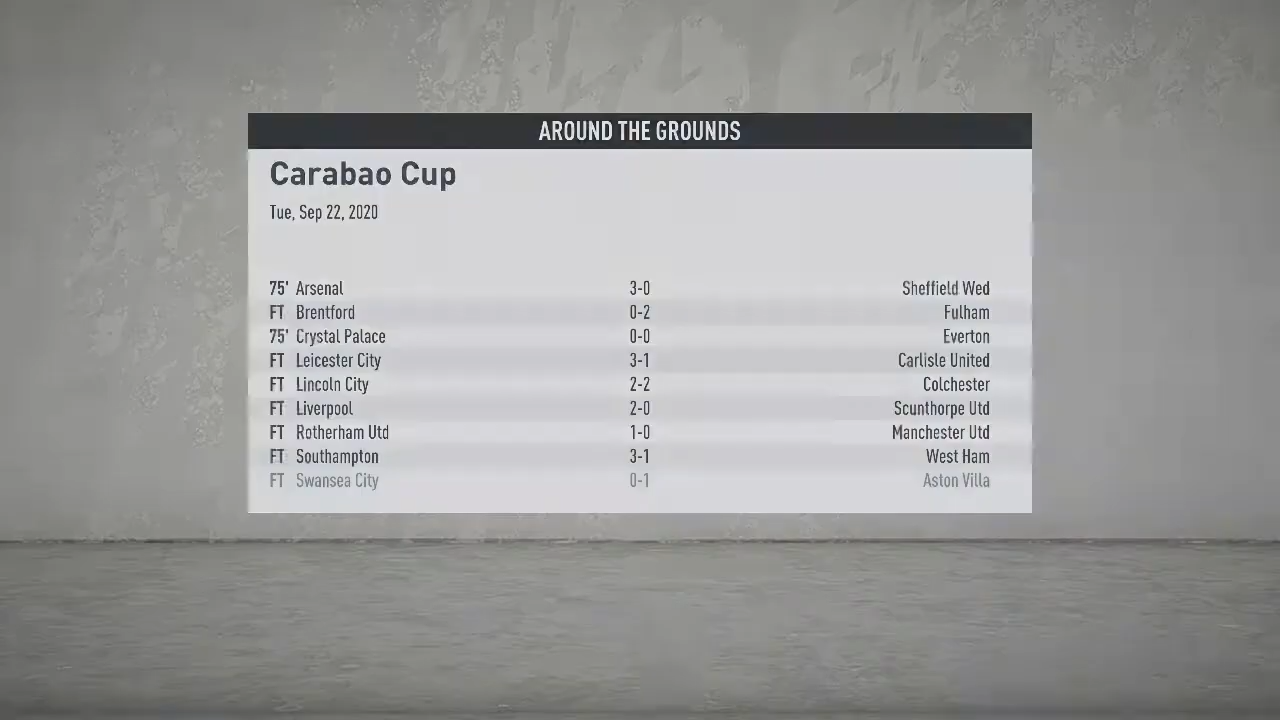 AROUND THE GROUNDS
Carabao Cup
Tue, Sep 22, 2020
75' Arsenal 3-0 Sheffield Wed
FT Brentford 0-2 Fulham
75' Crystal Palace 0-0 Everton
FT Leicester City 3-1 Carlisle United
FT Lincoln City 2-2 Colchester
FT Liverpool 2-0 Scunthorpe Utd
FT Rotherham Utd 1-0 Manchester Utd
FT Southampton 3-1 West Ham
FT Swansea City 0-1 Aston Villa